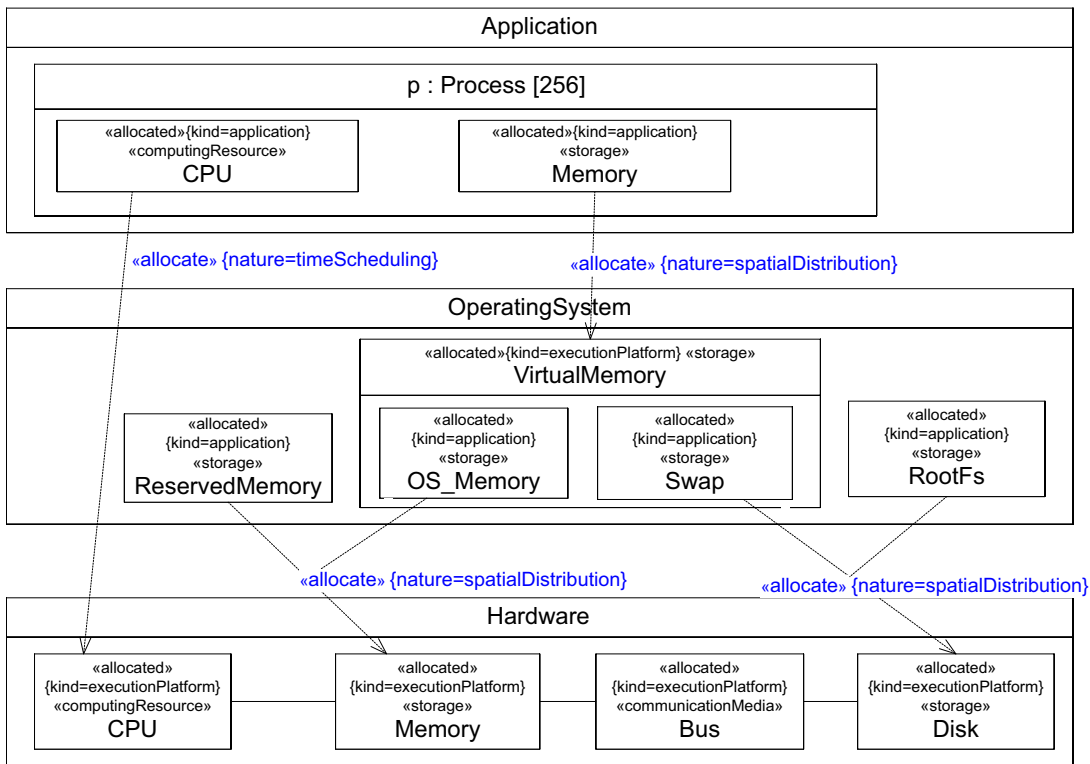 Application
p : Process [256]
«allocated»{kind=application}
«computingResource»
CPU
«allocated»{kind=application}
«storage»
Memory
«allocate» {nature=timeScheduling}
«allocate» {nature=spatialDistribution}
OperatingSystem
«allocated»{kind=executionPlatform} «storage»
VirtualMemory
«allocated»
{kind=application}
«storage»
ReservedMemory
«allocated»
{kind=application}
«storage»
OS_Memory
«allocated»
{kind=application}
«storage»
Swap
«allocated»
{kind=application}
«storage»
RootFs
«allocate» {nature=spatialDistribution}
«allocate» {nature=spatialDistribution}
Hardware
«allocated»
{kind=executionPlatform}
«computingResource»
CPU
«allocated»
{kind=executionPlatform}
«storage»
Memory
«allocated»
{kind=executionPlatform}
«communicationMedia»
Bus
«allocated»
{kind=executionPlatform}
«storage»
Disk